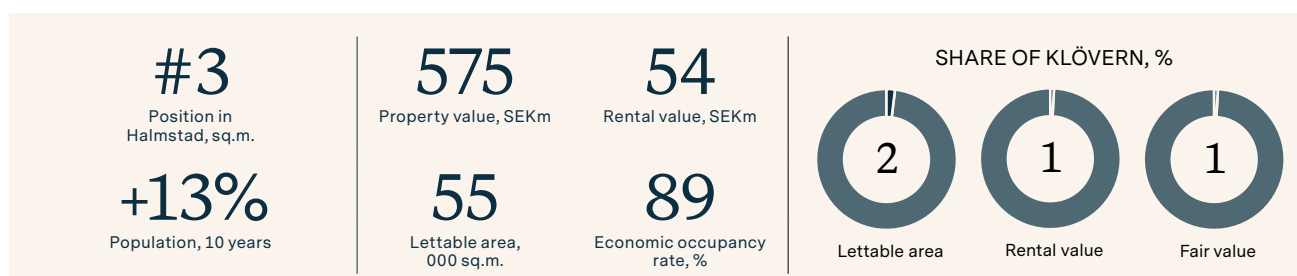 #3
Position in
Halmstad, sq.m.
+13%
Population, 10 years
575
Property value, SEKm
54
Rental value, SEKm
55
Lettable area,
000 sq.m.
89
Economic occupancy
rate, %
SHARE OF KLÖVERN, %
2
Lettable area
1
Rental value
1
Fair value